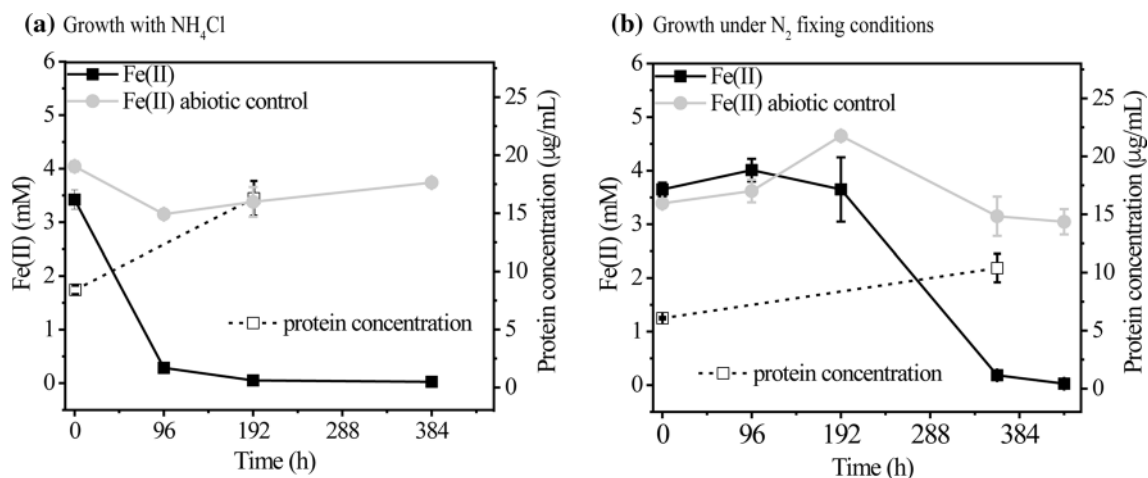 (a) Growth with NH₄Cl
6
5
4
3
2
1
0
Fe(II) (mM)
Fe(II)
Fe(II) abiotic control
protein concentration
25
20
15
10
5
0
Protein concentration (µg/mL)
0 96 192 288 384
Time (h)
(b) Growth under N₂ fixing conditions
6
5
4
3
2
1
0
Fe(II) (mM)
Fe(II)
Fe(II) abiotic control
protein concentration
25
20
15
10
5
0
Protein concentration (µg/mL)
0 96 192 288 384
Time (h)